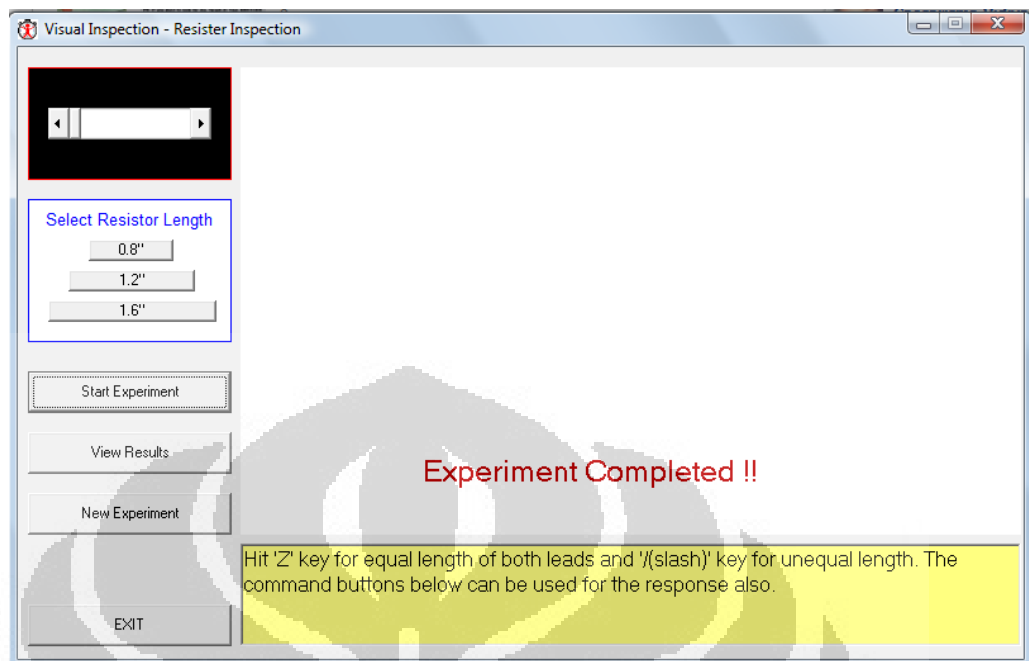 Visual Inspection - Resister Inspection
Select Resistor Length
0.8"
1.2"
1.6"
Start Experiment
View Results
New Experiment
EXIT
Experiment Completed !!
Hit 'Z' key for equal length of both leads and '/(slash)' key for unequal length. The
command buttons below can be used for the response also.